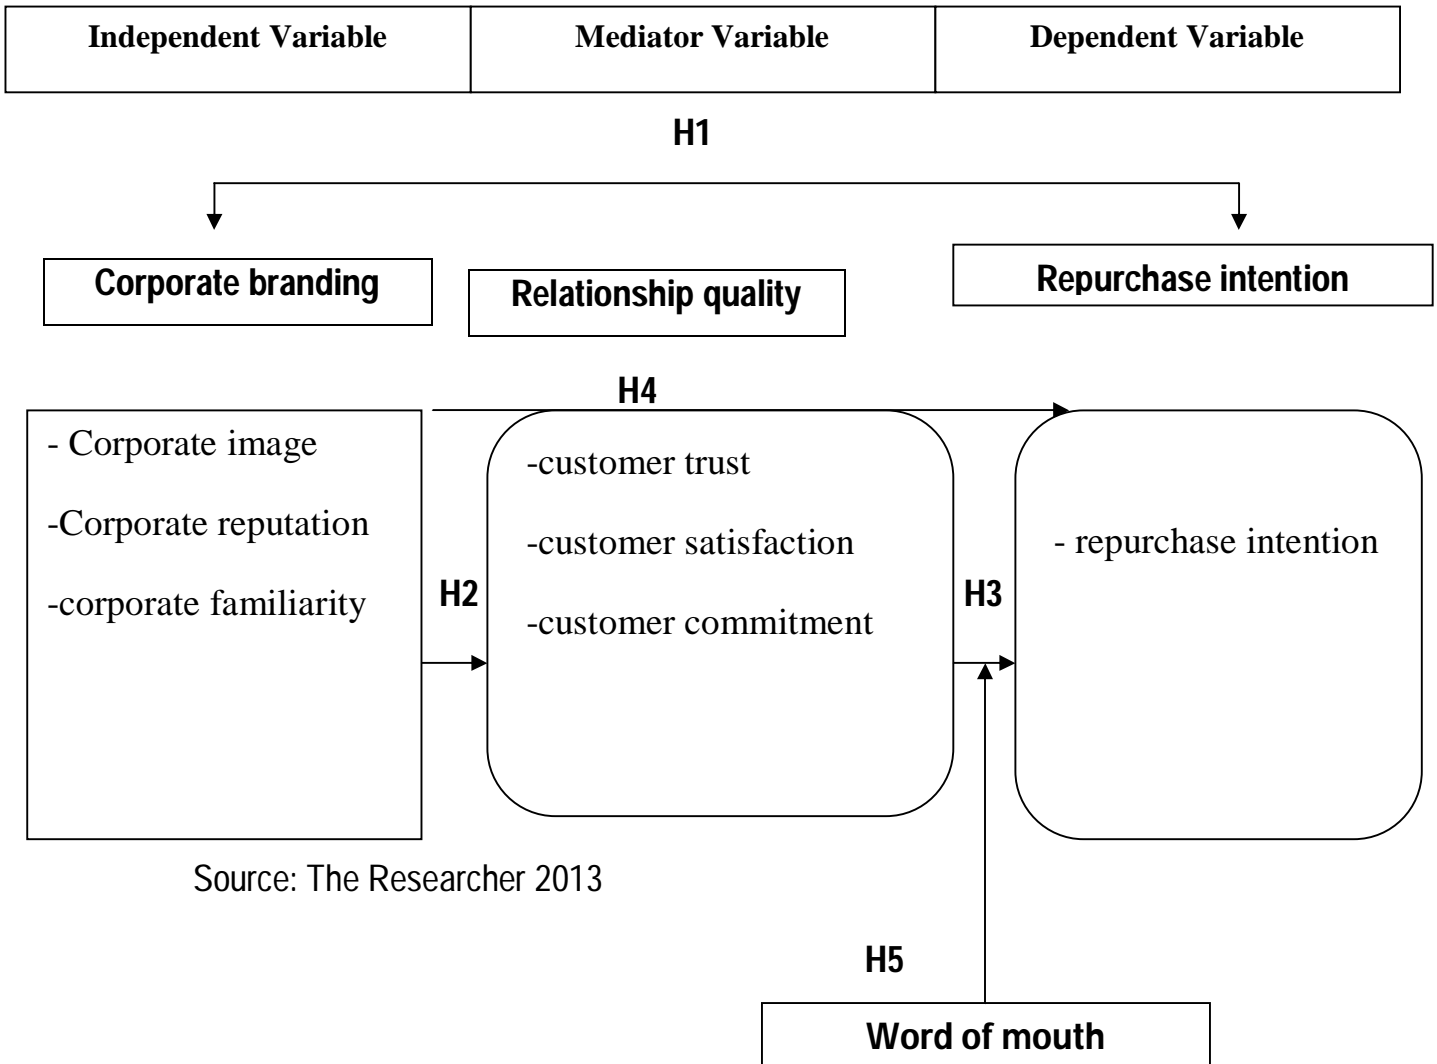 Independent Variable
Mediator Variable
Dependent Variable
H1
Corporate branding
Relationship quality
Repurchase intention
H4
- Corporate image
-Corporate reputation
-corporate familiarity
H2
-customer trust
-customer satisfaction
-customer commitment
H3
- repurchase intention
Source: The Researcher 2013
H5
Word of mouth